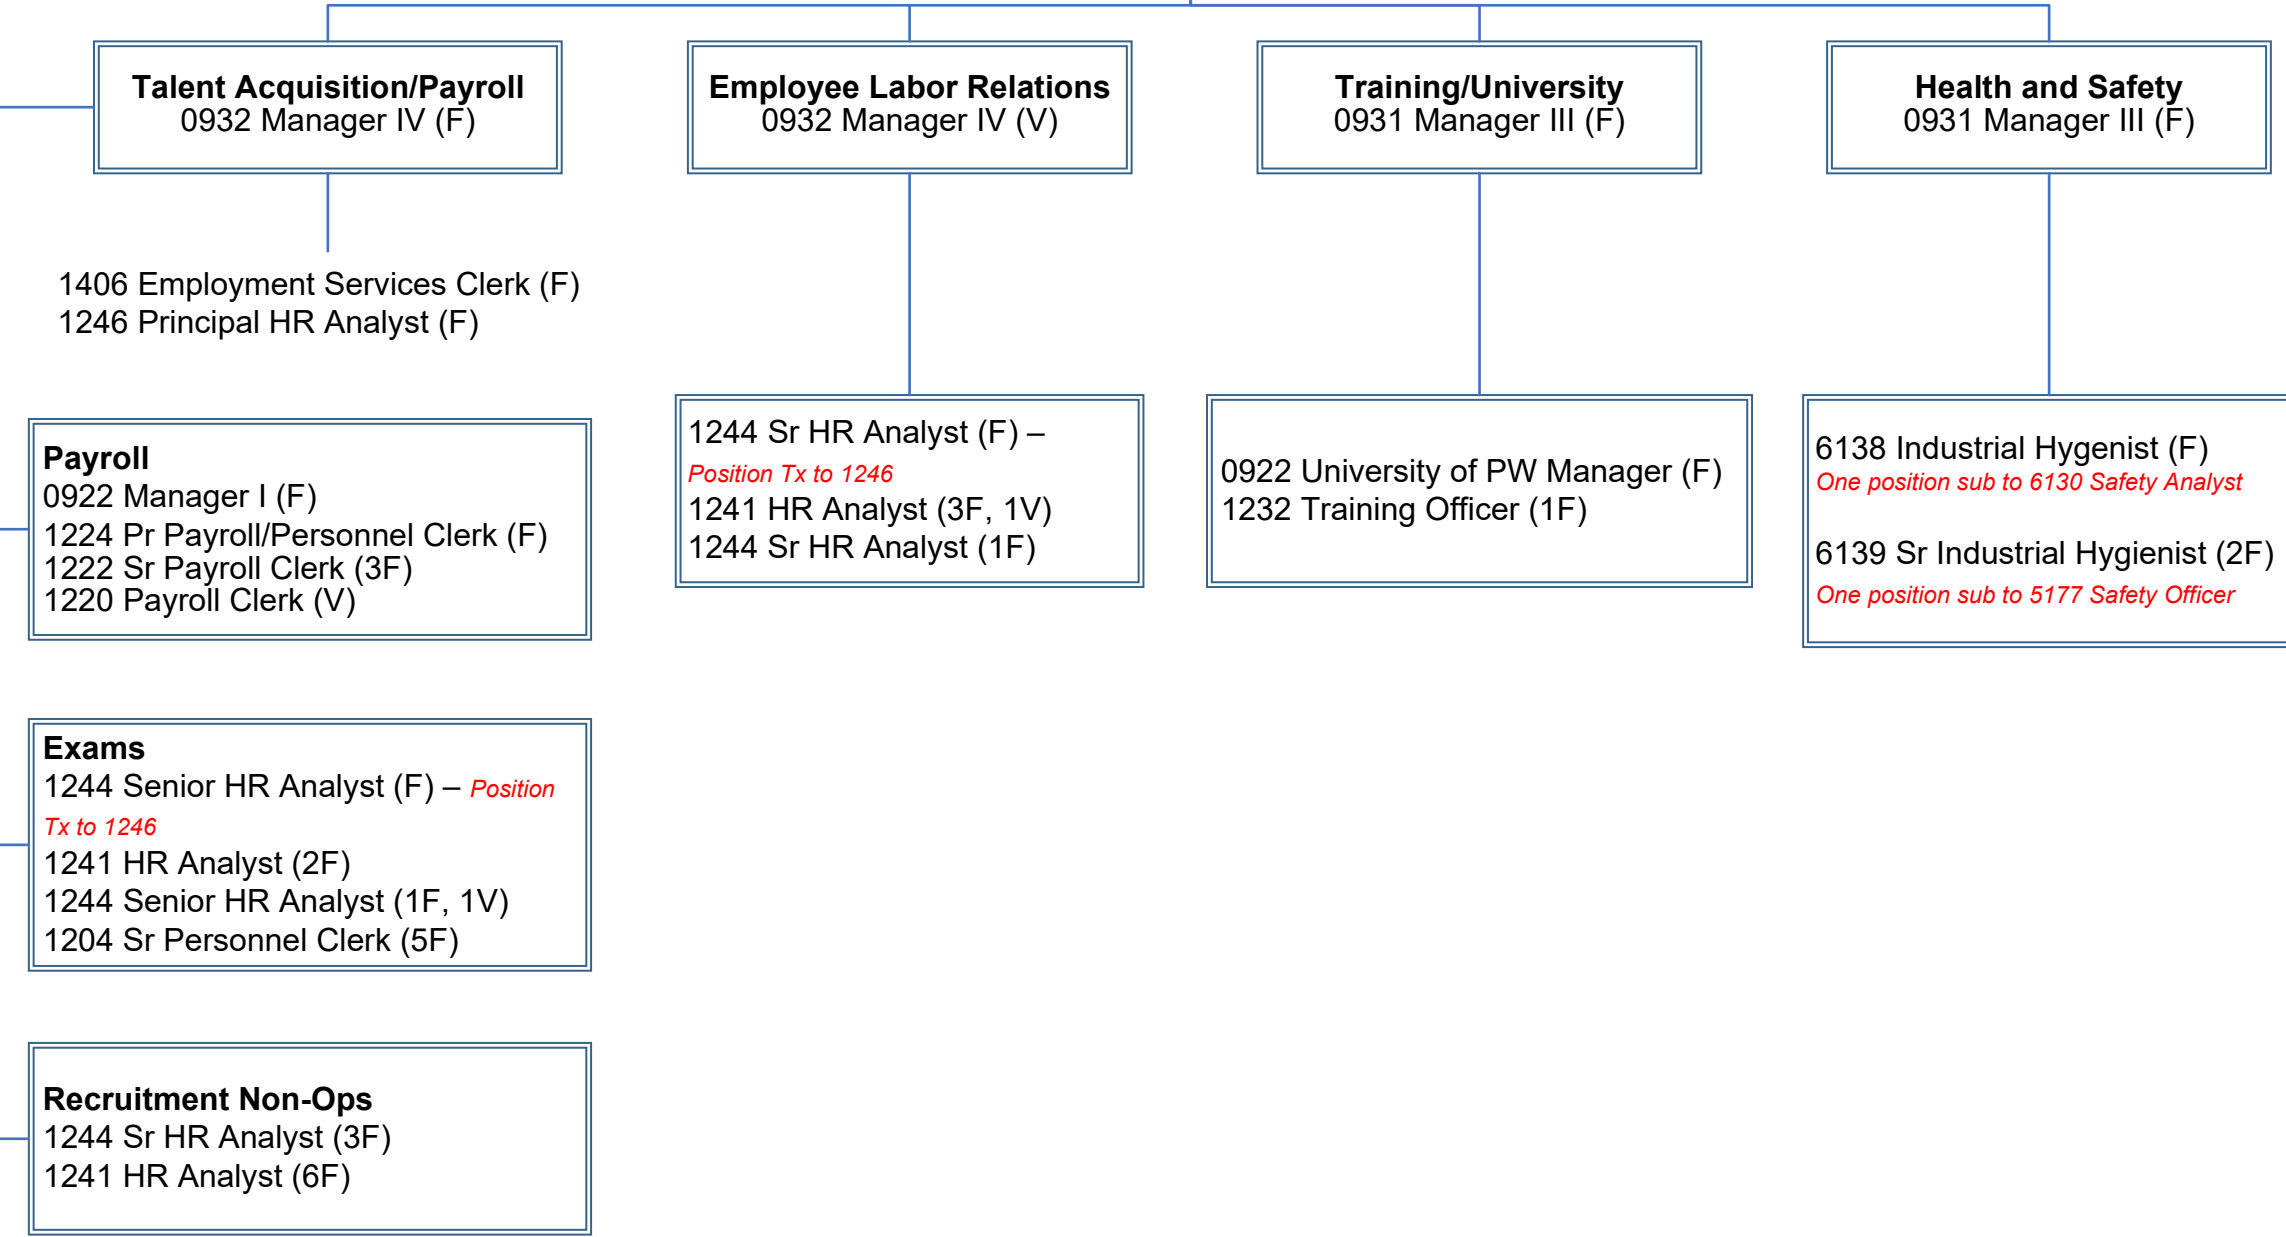 Talent Acquisition/Payroll
0932 Manager IV (F)
Employee Labor Relations
0932 Manager IV (V)
Training/University
0931 Manager III (F)
Health and Safety
0931 Manager III (F)
1406 Employment Services Clerk (F)
1246 Principal HR Analyst (F)
Payroll
0922 Manager I (F)
1224 Pr Payroll/Personnel Clerk (F)
1222 Sr Payroll Clerk (3F)
1220 Payroll Clerk (V)
Exams
1244 Senior HR Analyst (F) – Position
Tx to 1246
1241 HR Analyst (2F)
1244 Senior HR Analyst (1F, 1V)
1204 Sr Personnel Clerk (5F)
Recruitment Non-Ops
1244 Sr HR Analyst (3F)
1241 HR Analyst (6F)
1244 Sr HR Analyst (F) –
Position Tx to 1246
1241 HR Analyst (3F, 1V)
1244 Sr HR Analyst (1F)
0922 University of PW Manager (F)
1232 Training Officer (1F)
6138 Industrial Hygenist (F)
One position sub to 6130 Safety Analyst
6139 Sr Industrial Hygienist (2F)
One position sub to 5177 Safety Officer